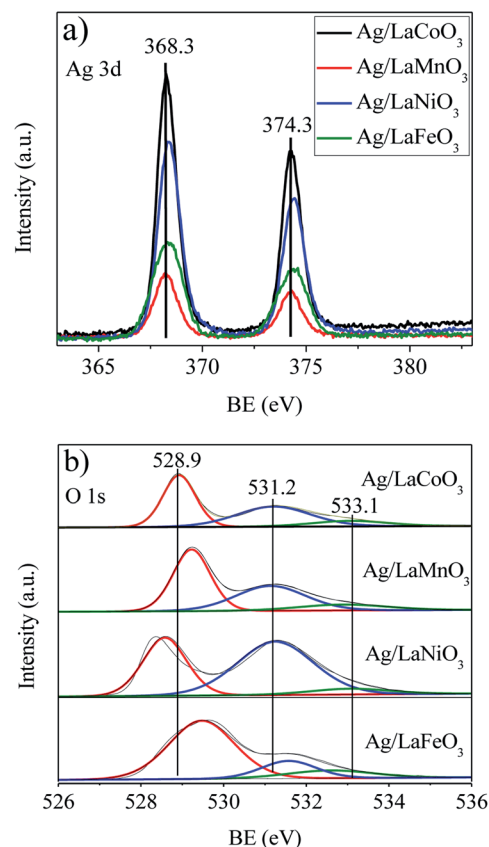 a)
368.3
Ag 3d
374.3
Ag/LaCoO₃
Ag/LaMnO₃
Ag/LaNiO₃
Ag/LaFeO₃
Intensity (a.u.)
365 370 375 380
BE (eV)
b)
528.9
O 1s
531.2
533.1
Ag/LaCoO₃
Ag/LaMnO₃
Ag/LaNiO₃
Ag/LaFeO₃
Intensity (a.u.)
526 528 530 532 534 536
BE (eV)